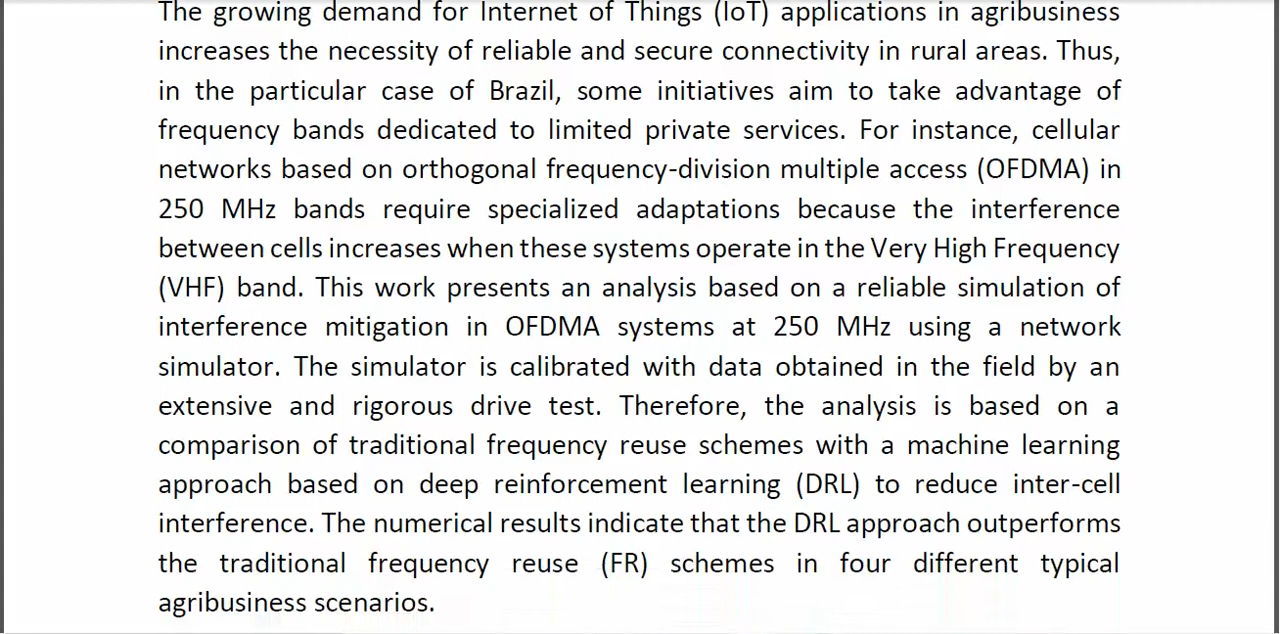 The growing demand for Internet of Things (IoT) applications in agribusiness
increases the necessity of reliable and secure connectivity in rural areas. Thus,
in the particular case of Brazil, some initiatives aim to take advantage of
frequency bands dedicated to limited private services. For instance, cellular
networks based on orthogonal frequency-division multiple access (OFDMA) in
250 MHz bands require specialized adaptations because the interference
between cells increases when these systems operate in the Very High Frequency
(VHF) band. This work presents an analysis based on a reliable simulation of
interference mitigation in OFDMA systems at 250 MHz using a network
simulator. The simulator is calibrated with data obtained in the field by an
extensive and rigorous drive test. Therefore, the analysis is based on a
comparison of traditional frequency reuse schemes with a machine learning
approach based on deep reinforcement learning (DRL) to reduce inter-cell
interference. The numerical results indicate that the DRL approach outperforms
the traditional frequency reuse (FR) schemes in four different typical
agribusiness scenarios.